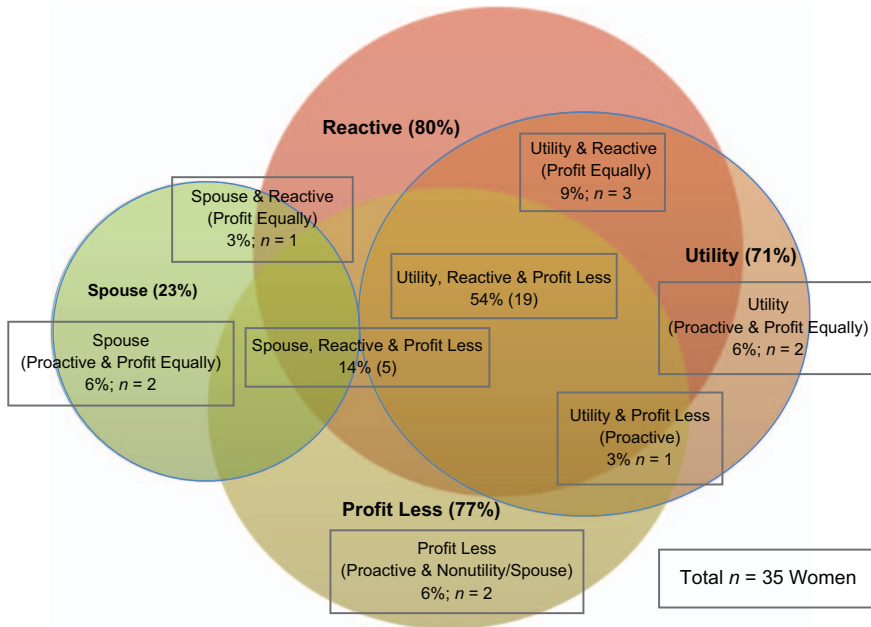 Reactive (80%)
Utility & Reactive
(Profit Equally)
9%; n = 3
Spouse & Reactive
(Profit Equally)
3%; n = 1
Utility (71%)
Utility, Reactive & Profit Less
54% (19)
Spouse (23%)
Utility
(Proactive & Profit Equally)
6%; n = 2
Spouse
(Proactive & Profit Equally)
6%; n = 2
Spouse, Reactive & Profit Less
14% (5)
Utility & Profit Less
(Proactive)
3% n = 1
Profit Less (77%)
Profit Less
(Proactive & Nonutility/Spouse)
6%; n = 2
Total n = 35 Women